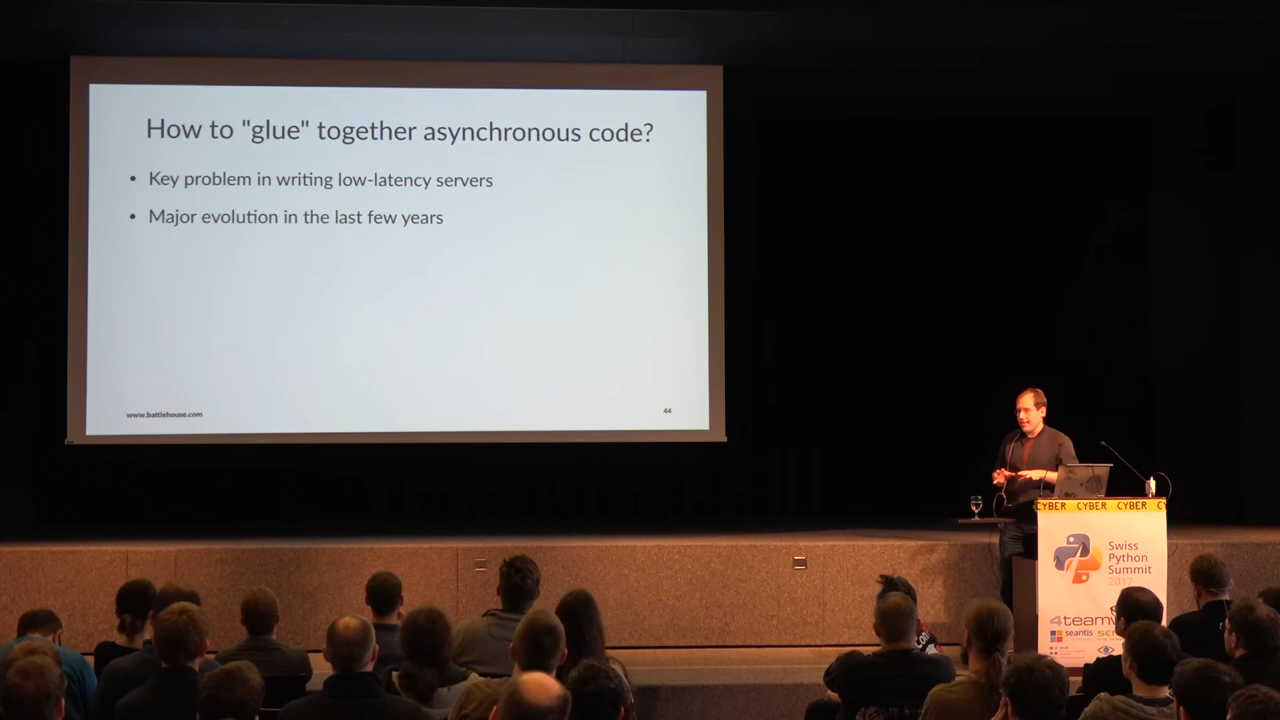 How to "glue" together asynchronous code?
• Key problem in writing low-latency servers
• Major evolution in the last few years
www.battlehouse.com
44
CYBER CYBER CYBER CY
Swiss
Python
Summit
2017
4team
seantis